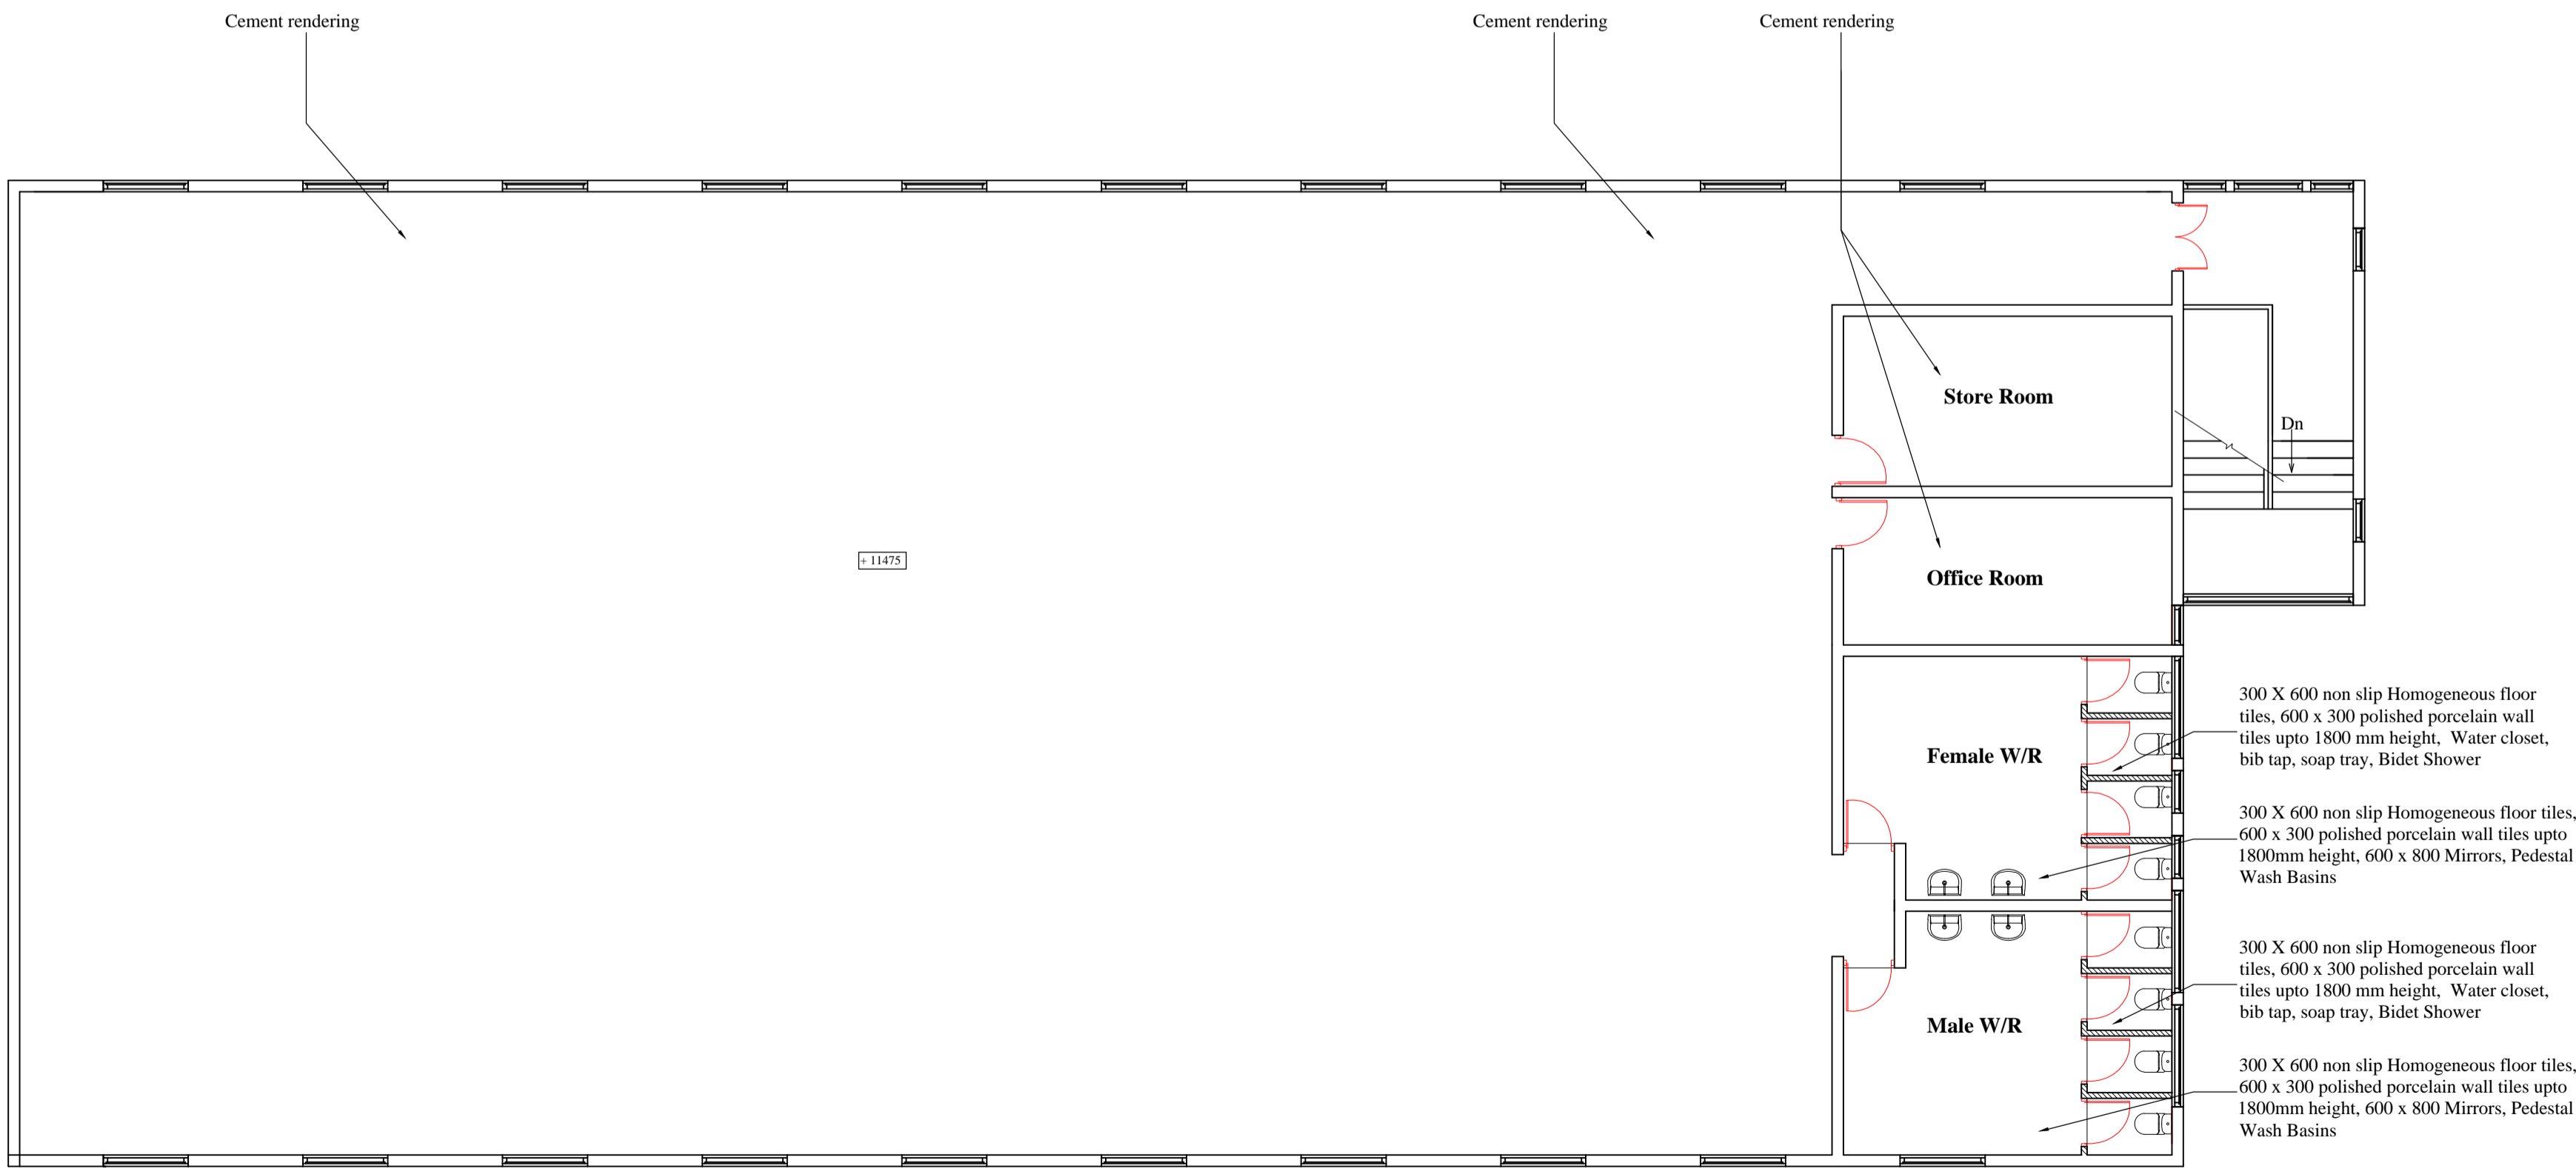 Cement rendering
Cement rendering
Cement rendering
Store Room
Dn
+ 11475
Office Room
Female W/R
300 X 600 non slip Homogeneous floor
tiles, 600 x 300 polished porcelain wall
tiles upto 1800 mm height, Water closet,
bib tap, soap tray, Bidet Shower
300 X 600 non slip Homogeneous floor tiles,
600 x 300 polished porcelain wall tiles upto
1800mm height, 600 x 800 Mirrors, Pedestal
Wash Basins
Male W/R
300 X 600 non slip Homogeneous floor
tiles, 600 x 300 polished porcelain wall
tiles upto 1800 mm height, Water closet,
bib tap, soap tray, Bidet Shower
300 X 600 non slip Homogeneous floor tiles,
600 x 300 polished porcelain wall tiles upto
1800mm height, 600 x 800 Mirrors, Pedestal
Wash Basins